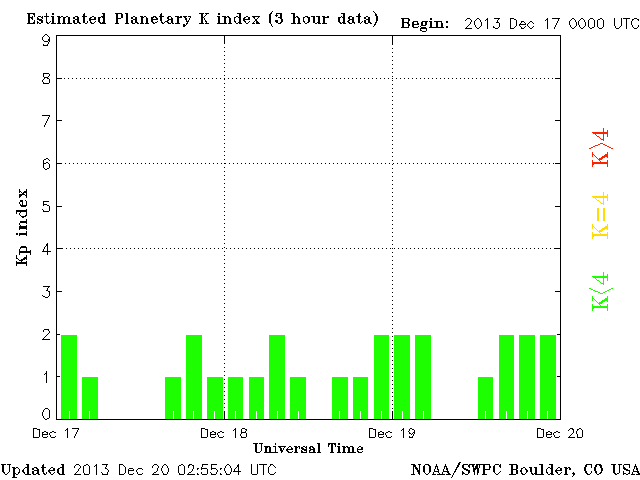 Estimated Planetary K index (3 hour data) Begin: 2013 Dec 17 0000 UTC
9
8
7
6
5
4
3
2
1
0
Kp index
K>4
K=4
K<4
Dec 17 Dec 18 Dec 19 Dec 20
Universal Time
Updated 2013 Dec 20 02:55:04 UTC NOAA/SWPC Boulder, CO USA